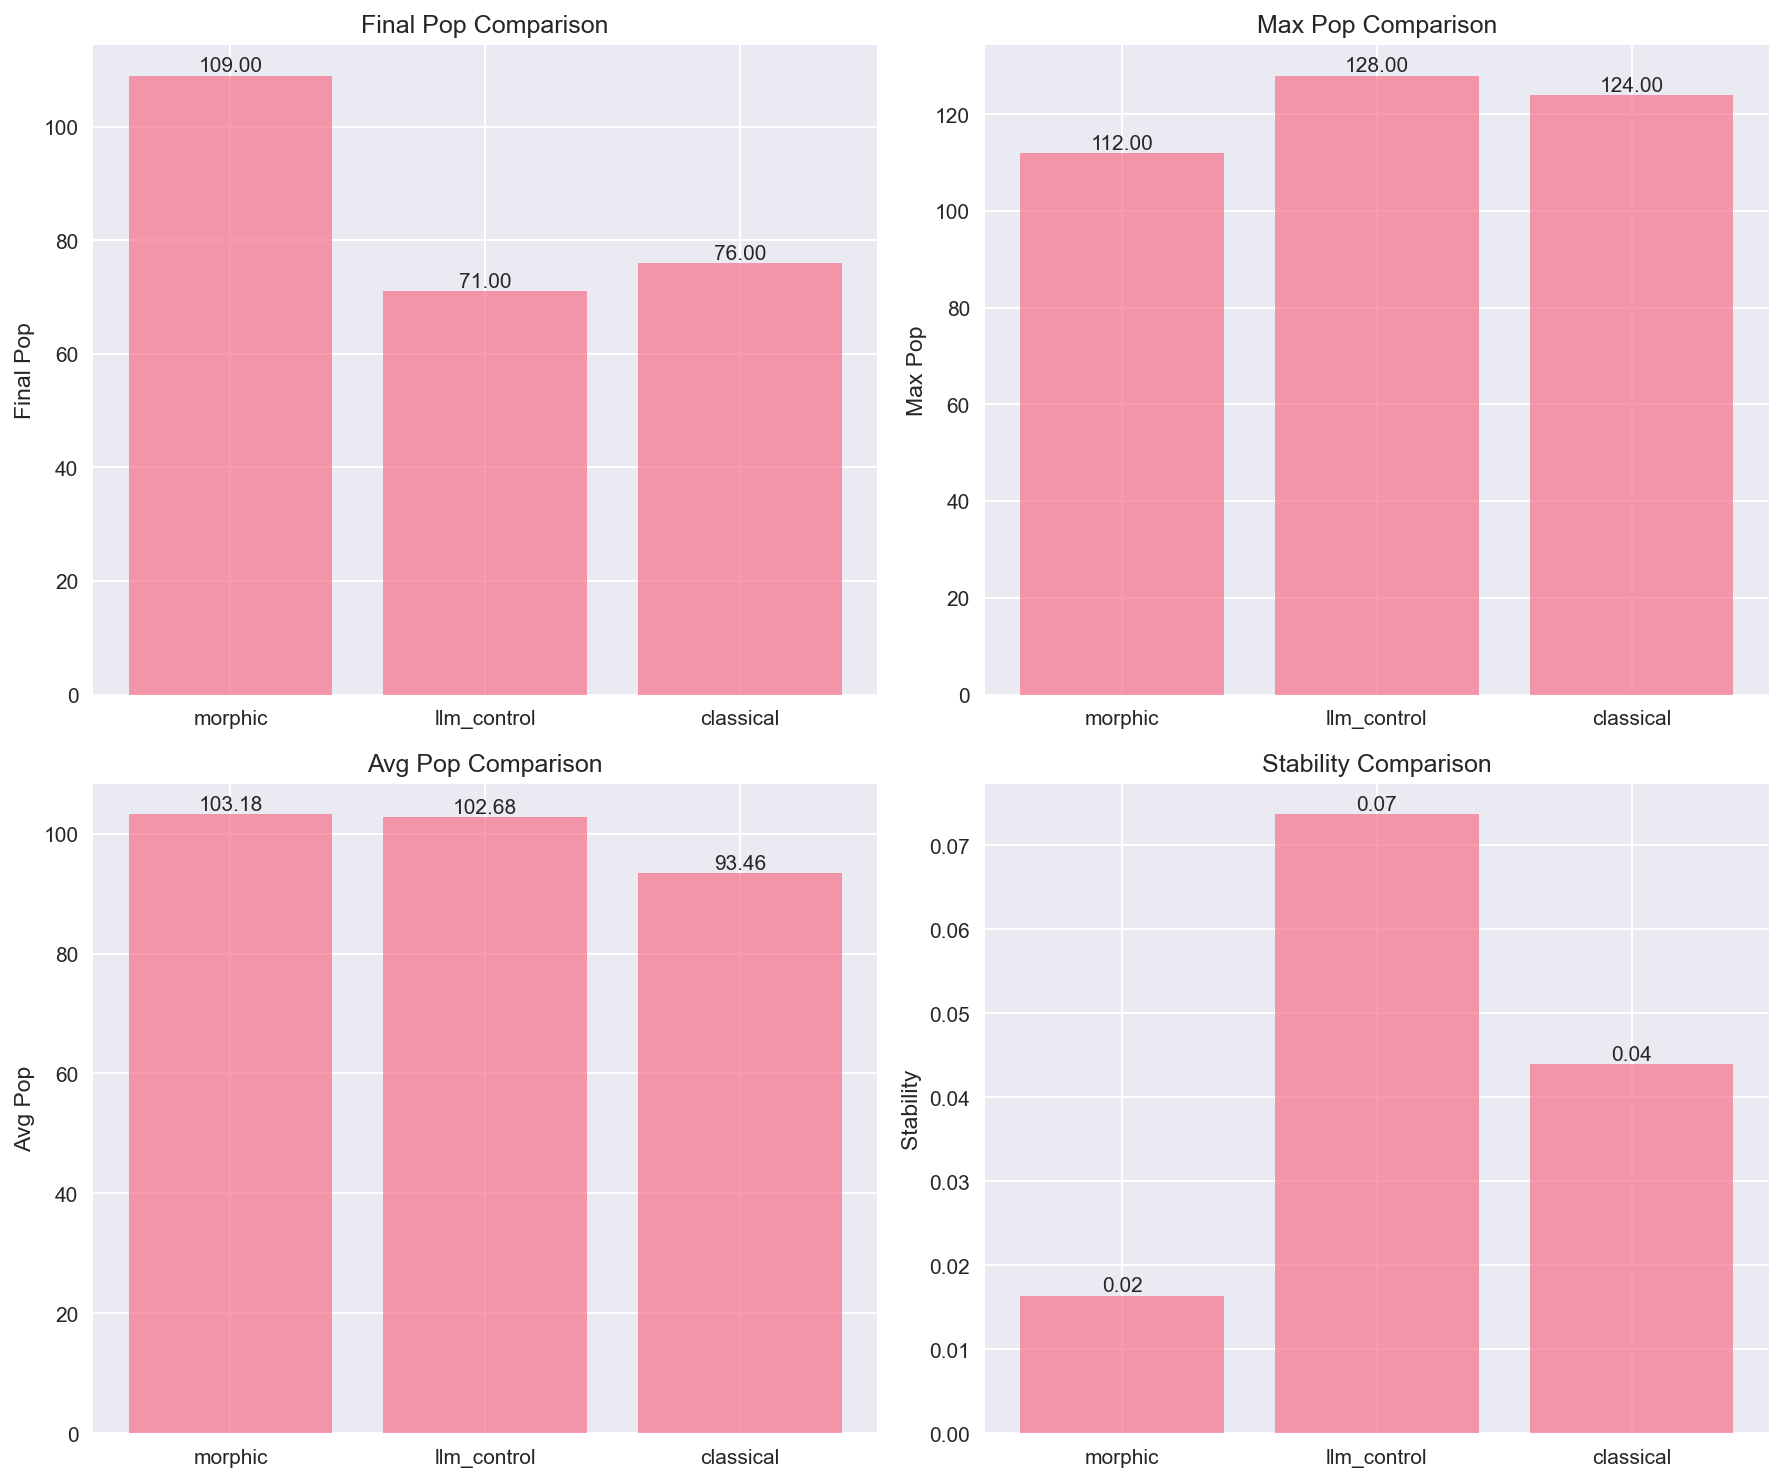 Final Pop Comparison
Final Pop
100
80
60
40
20
0
109.00
71.00
76.00
morphic
llm_control
classical
Max Pop Comparison
Max Pop
120
100
80
60
40
20
0
112.00
128.00
124.00
morphic
llm_control
classical
Avg Pop Comparison
Avg Pop
100
80
60
40
20
0
103.18
102.68
93.46
morphic
llm_control
classical
Stability Comparison
Stability
0.07
0.06
0.05
0.04
0.03
0.02
0.01
0.00
0.02
0.07
0.04
morphic
llm_control
classical